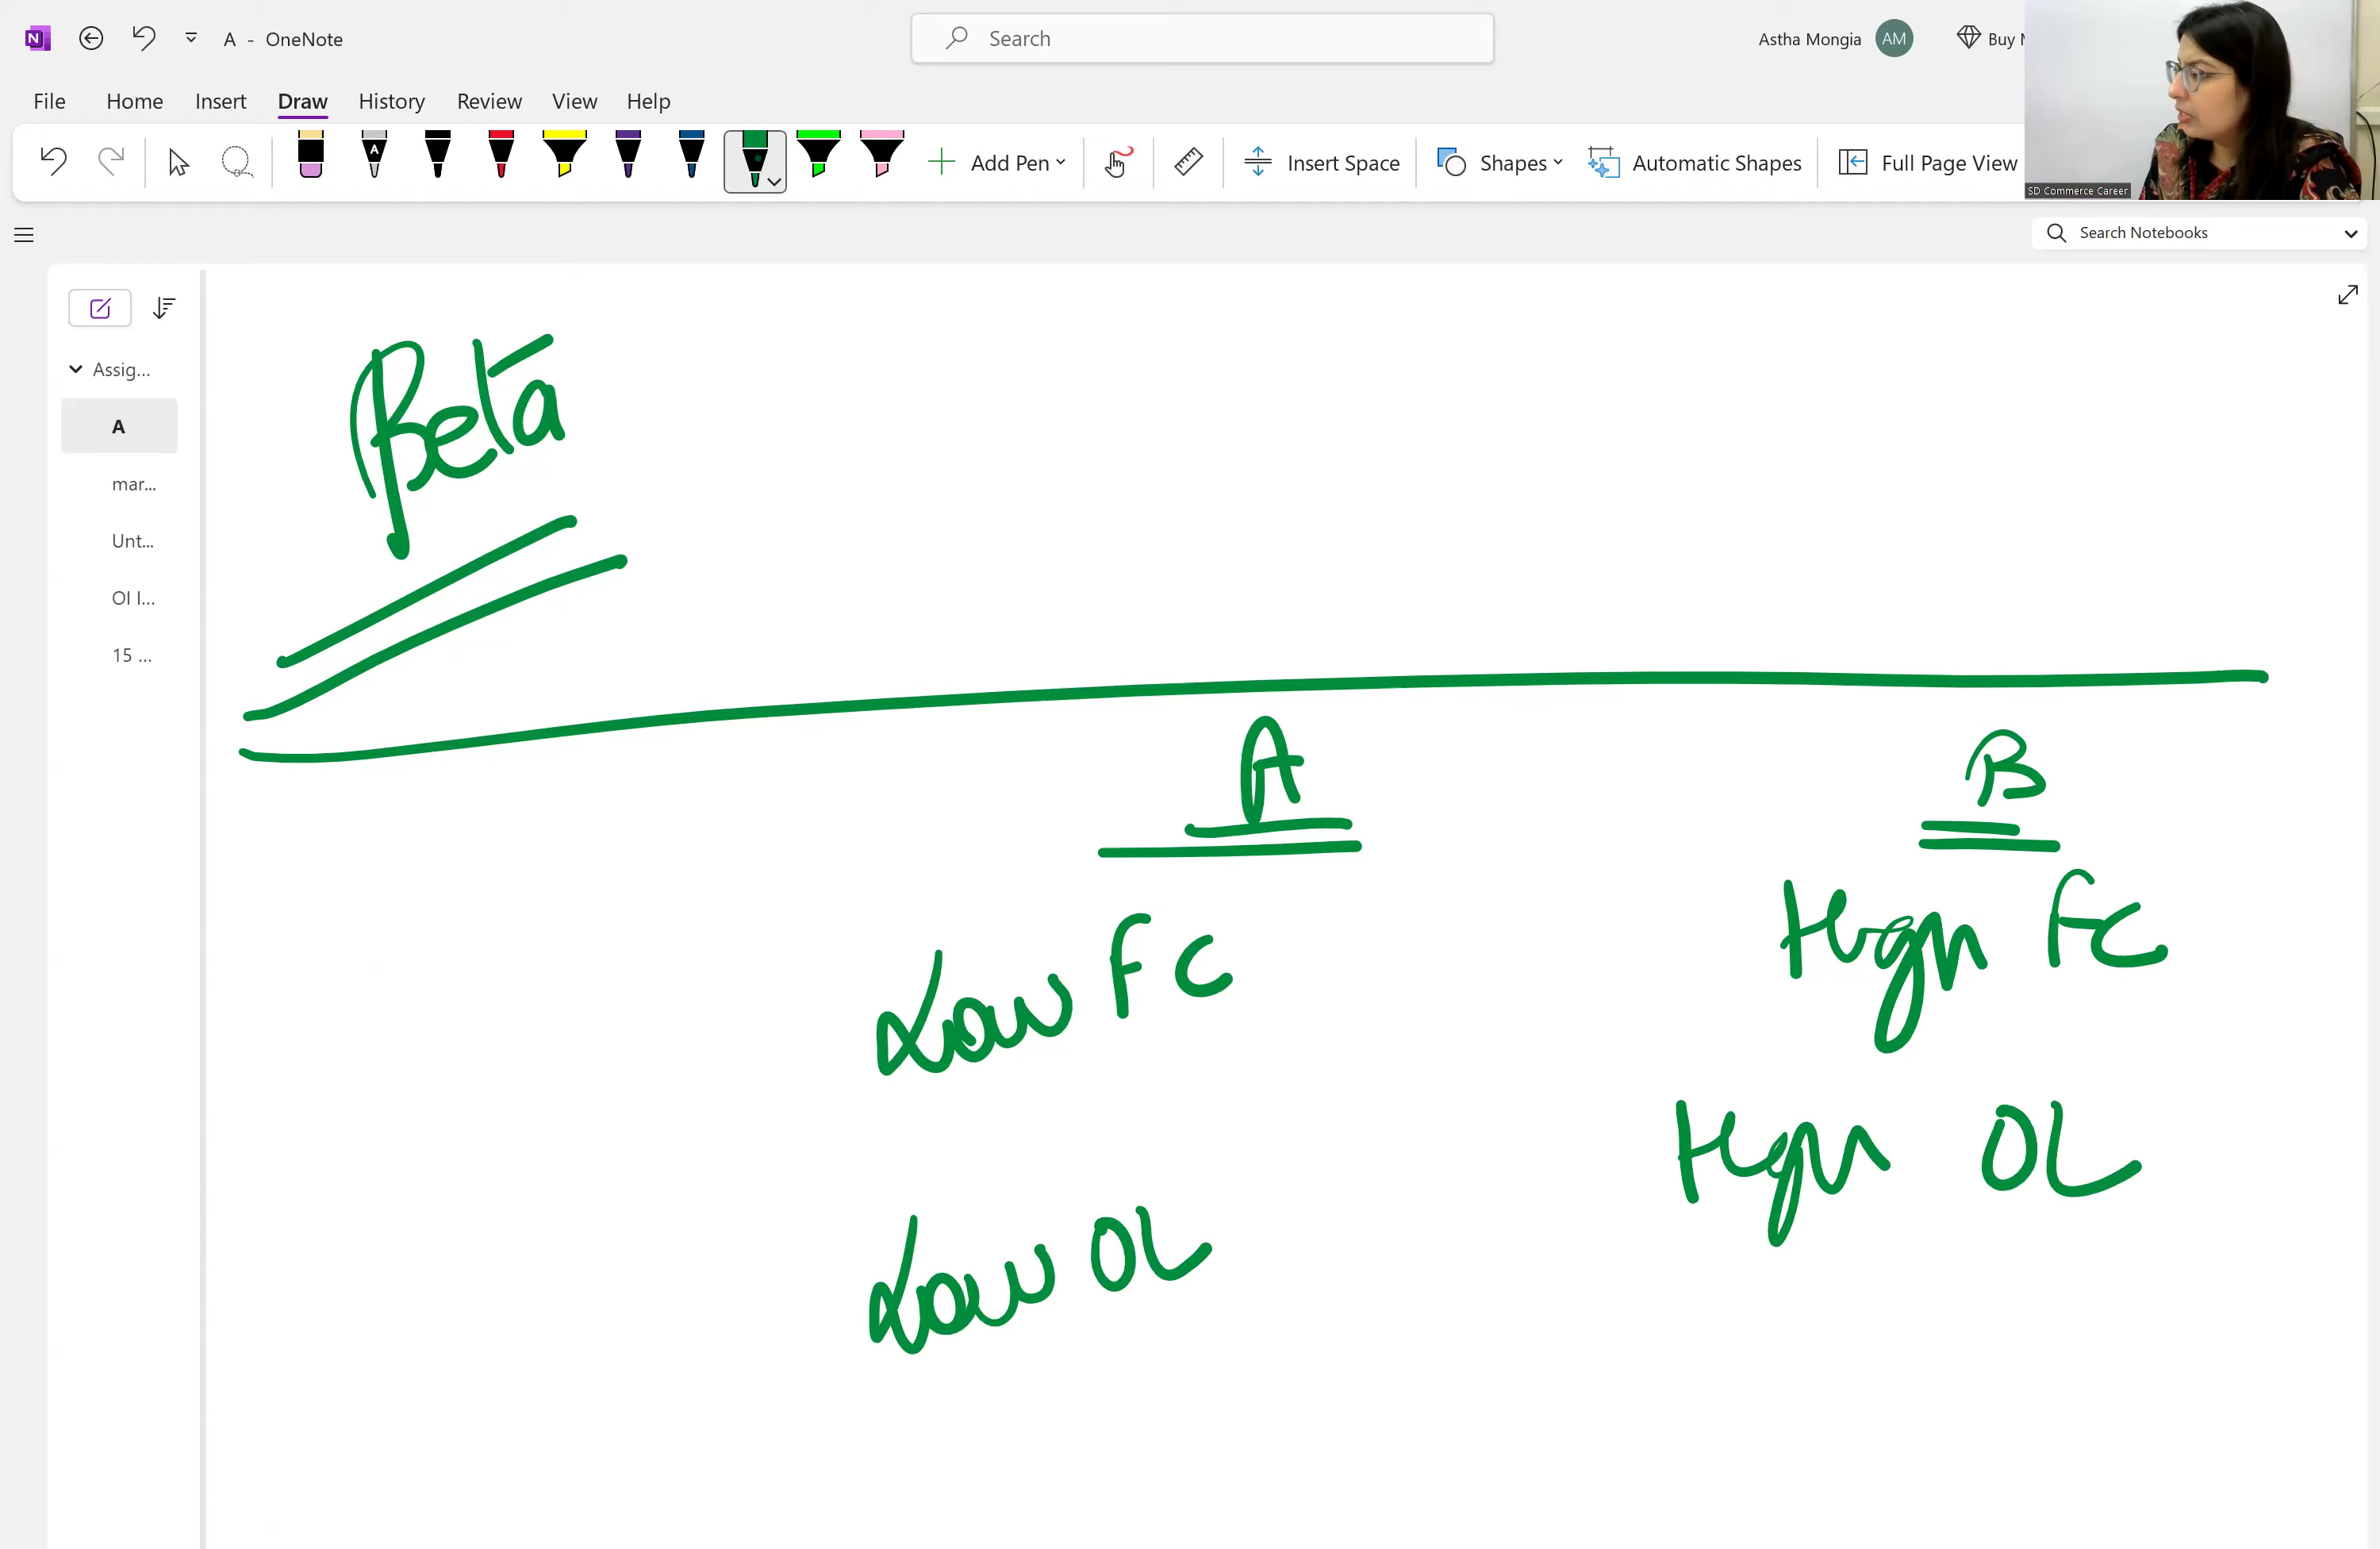 A - OneNote
Search
Astha Mongia AM Buy
File Home Insert Draw History Review View Help
Add Pen Insert Space Shapes Automatic Shapes Full Page View
SD Commerce Career
Search Notebooks
Assig...
A
mar...
Unt...
OI I...
15 ...
Beta
A B
Low FC High FC
High OL
Low OL